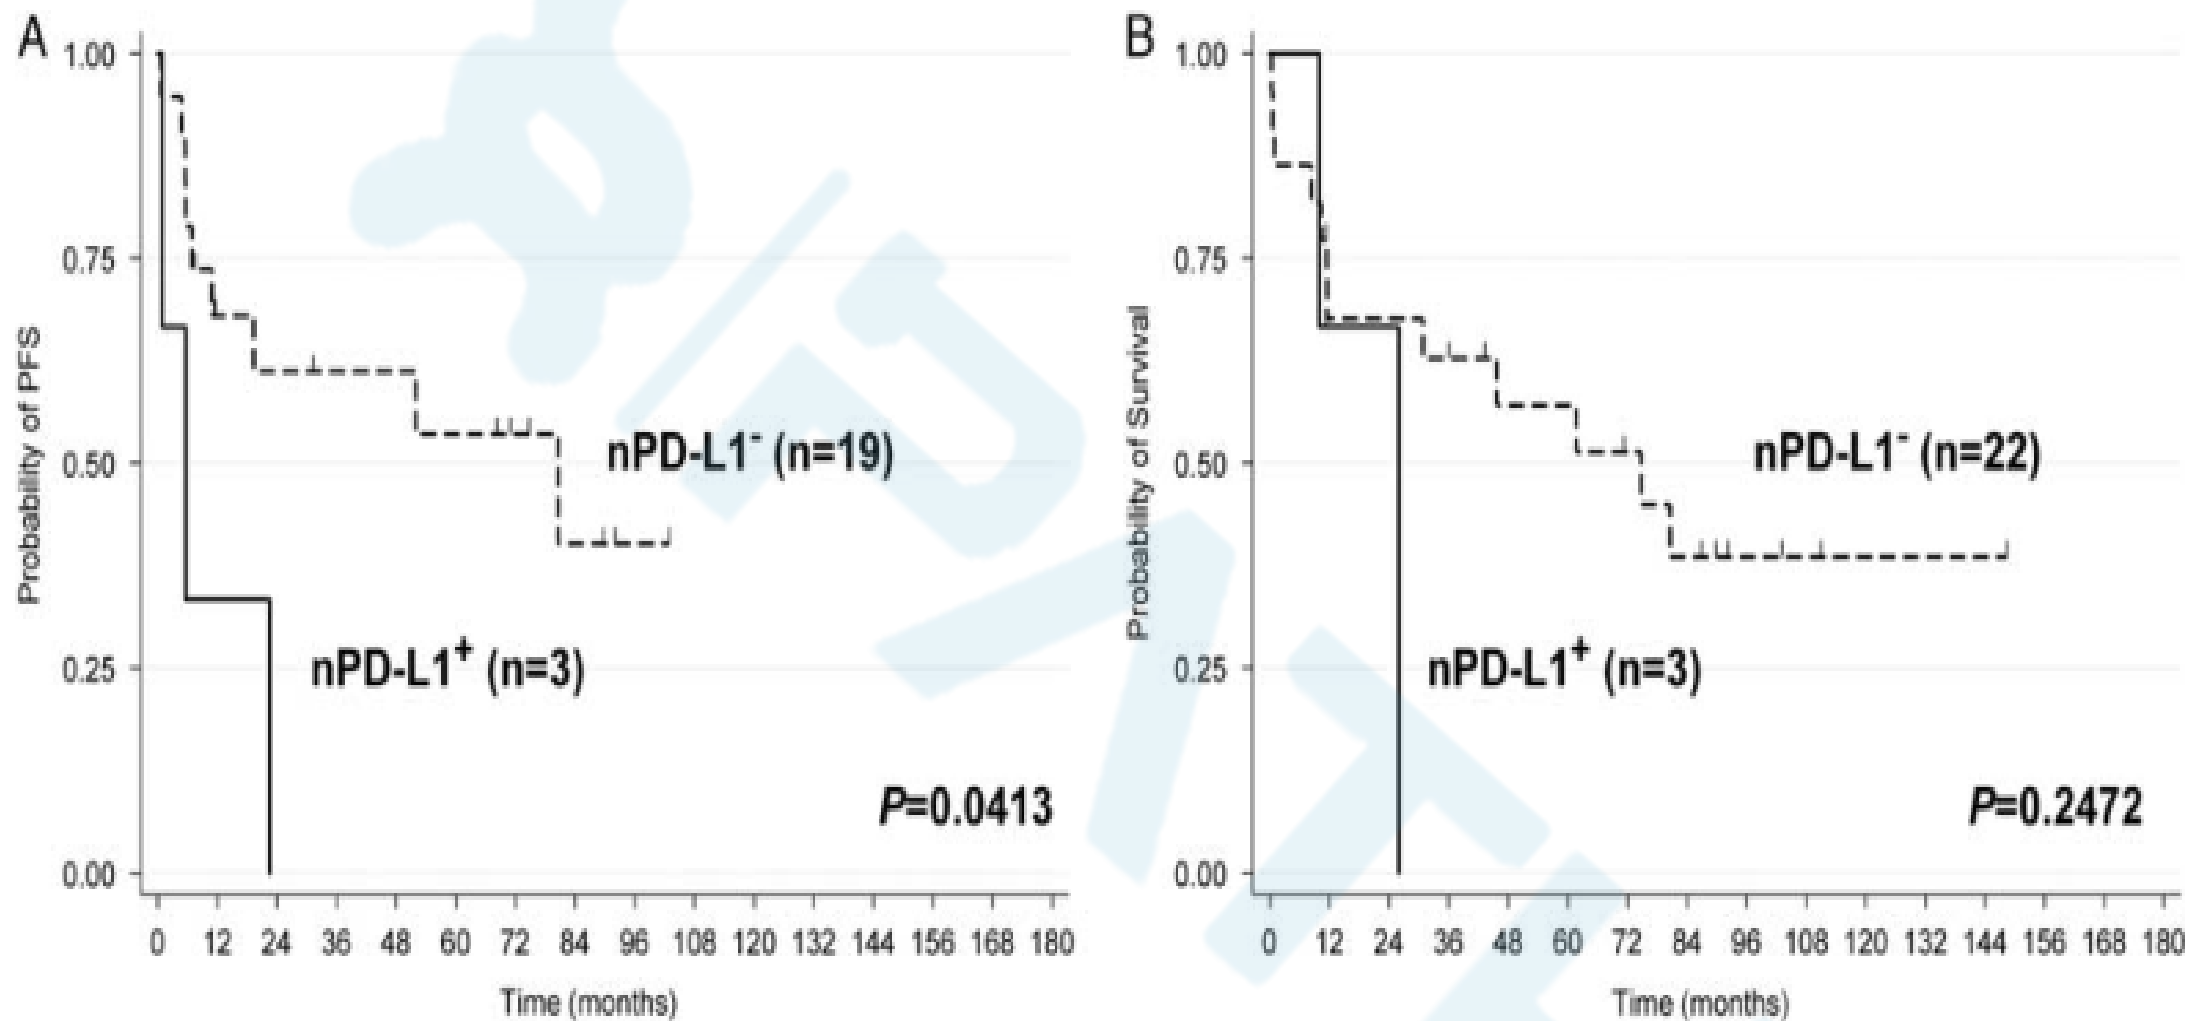 A
1.00
0.75
0.50
0.25
0.00
Probability of PFS
nPD-L1⁻ (n=19)
nPD-L1⁺ (n=3)
P=0.0413
0 12 24 36 48 60 72 84 96 108 120 132 144 156 168 180
Time (months)
B
1.00
0.75
0.50
0.25
0.00
Probability of Survival
nPD-L1⁻ (n=22)
nPD-L1⁺ (n=3)
P=0.2472
0 12 24 36 48 60 72 84 96 108 120 132 144 156 168 180
Time (months)